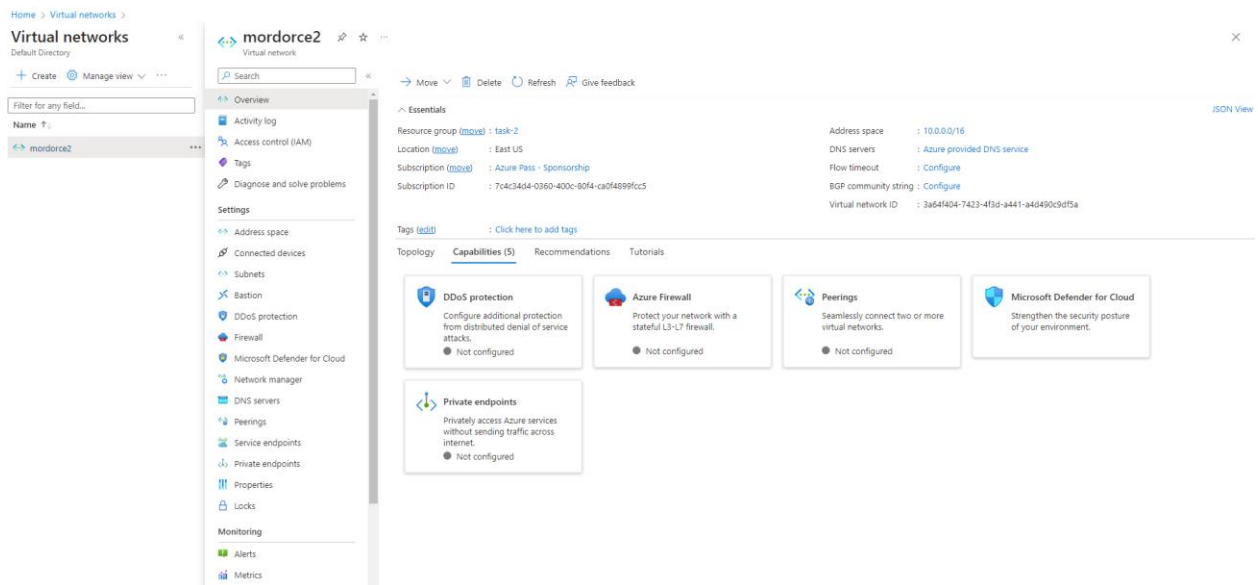 Home > Virtual networks >
Virtual networks
Default Directory
+ Create Manage view ...
Filter for any field...
Name ↑
mordorce2 ...
mordorce2 ...
Virtual network
Search
Overview
Activity log
Access control (IAM)
Tags
Diagnose and solve problems
Settings
Address space
Connected devices
Subnets
Bastion
DDoS protection
Firewall
Microsoft Defender for Cloud
Network manager
DNS servers
Peerings
Service endpoints
Private endpoints
Properties
Locks
Monitoring
Alerts
Metrics
Move Delete Refresh Give feedback
Essentials JSON View
Resource group (move) : task-2
Location (move) : East US
Subscription (move) : Azure Pass - Sponsorship
Subscription ID : 7c4c34d4-0360-400c-80f4-ca0f4899fcc5
Address space : 10.0.0.0/16
DNS servers : Azure provided DNS service
Flow timeout : Configure
BGP community string : Configure
Virtual network ID : 3a64f404-7423-4f3d-a441-a4d490c9df5a
Tags (edit) : Click here to add tags
Topology Capabilities (5) Recommendations Tutorials
DDoS protection
Configure additional protection
from distributed denial of service
attacks.
Not configured
Azure Firewall
Protect your network with a
stateful L3-L7 firewall.
Not configured
Peerings
Seamlessly connect two or more
virtual networks.
Not configured
Microsoft Defender for Cloud
Strengthen the security posture
of your environment.
Private endpoints
Privately access Azure services
without sending traffic across
internet.
Not configured